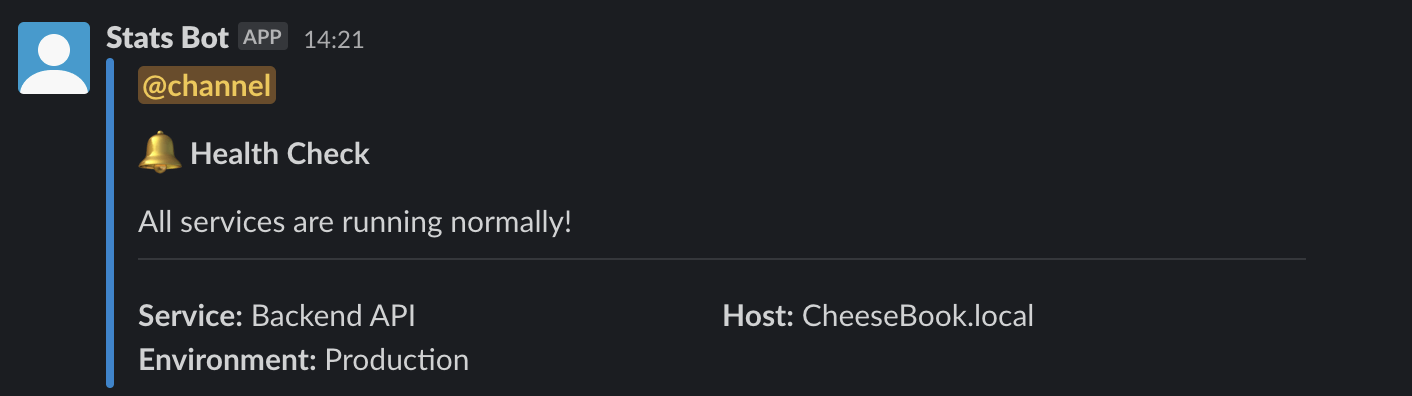 Stats Bot APP 14:21
@channel
Health Check
All services are running normally!
Service: Backend API Host: CheeseBook.local
Environment: Production